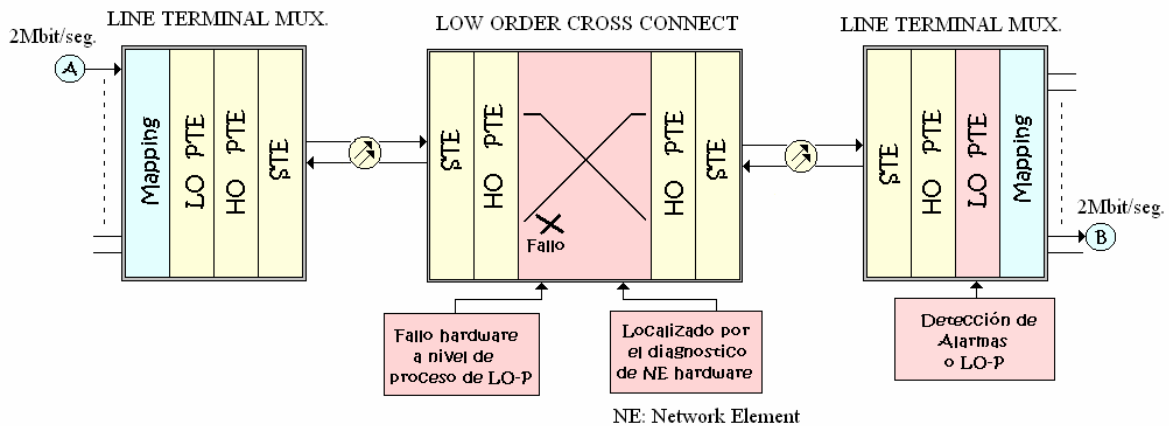 LINE TERMINAL MUX.
LOW ORDER CROSS CONNECT
LINE TERMINAL MUX.
2Mbit/seg.
A
Mapping
LO PTE
HO PTE
STE
STE
HO PTE
Fallo
HO PTE
STE
STE
HO PTE
LO PTE
Mapping
2Mbit/seg.
B
Fallo hardware
a nivel de
proceso de LO-P
Localizado por
el diagnostico
de NE hardware
Detección de
Alarmas
o LO-P
NE: Network Element